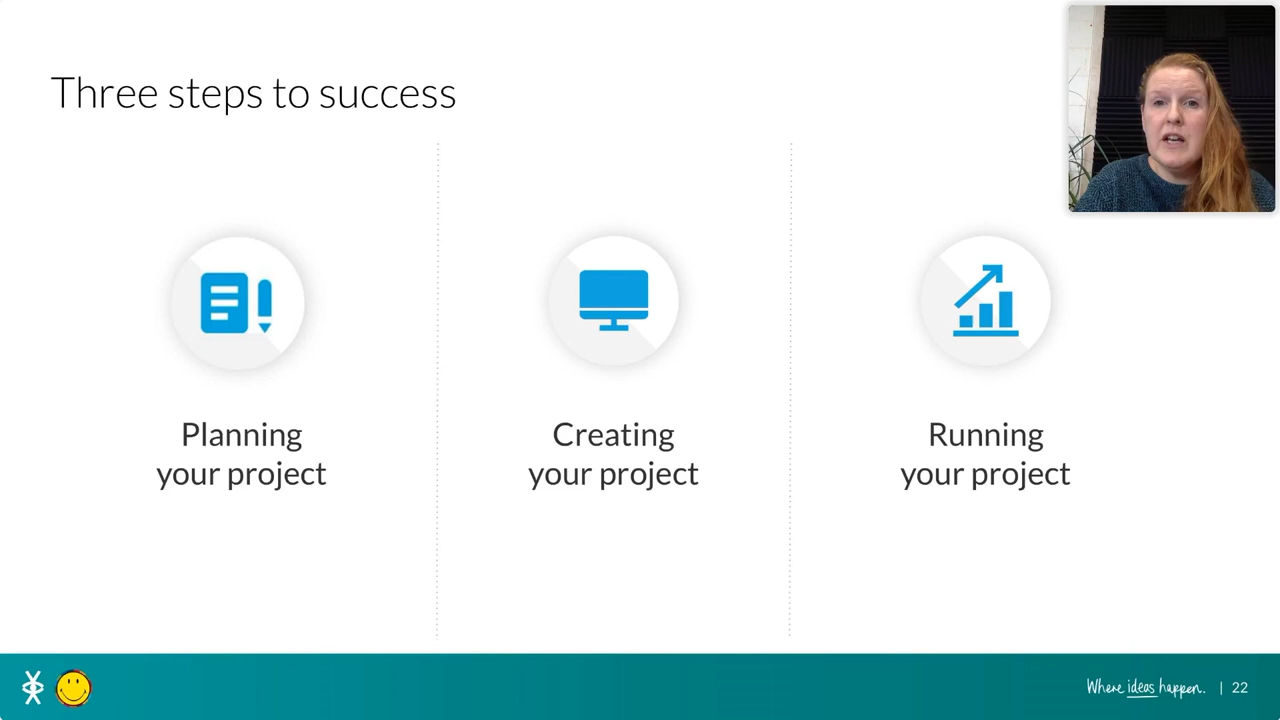 Three steps to success
Planning
your project
Creating
your project
Running
your project
Where ideas happen. | 22